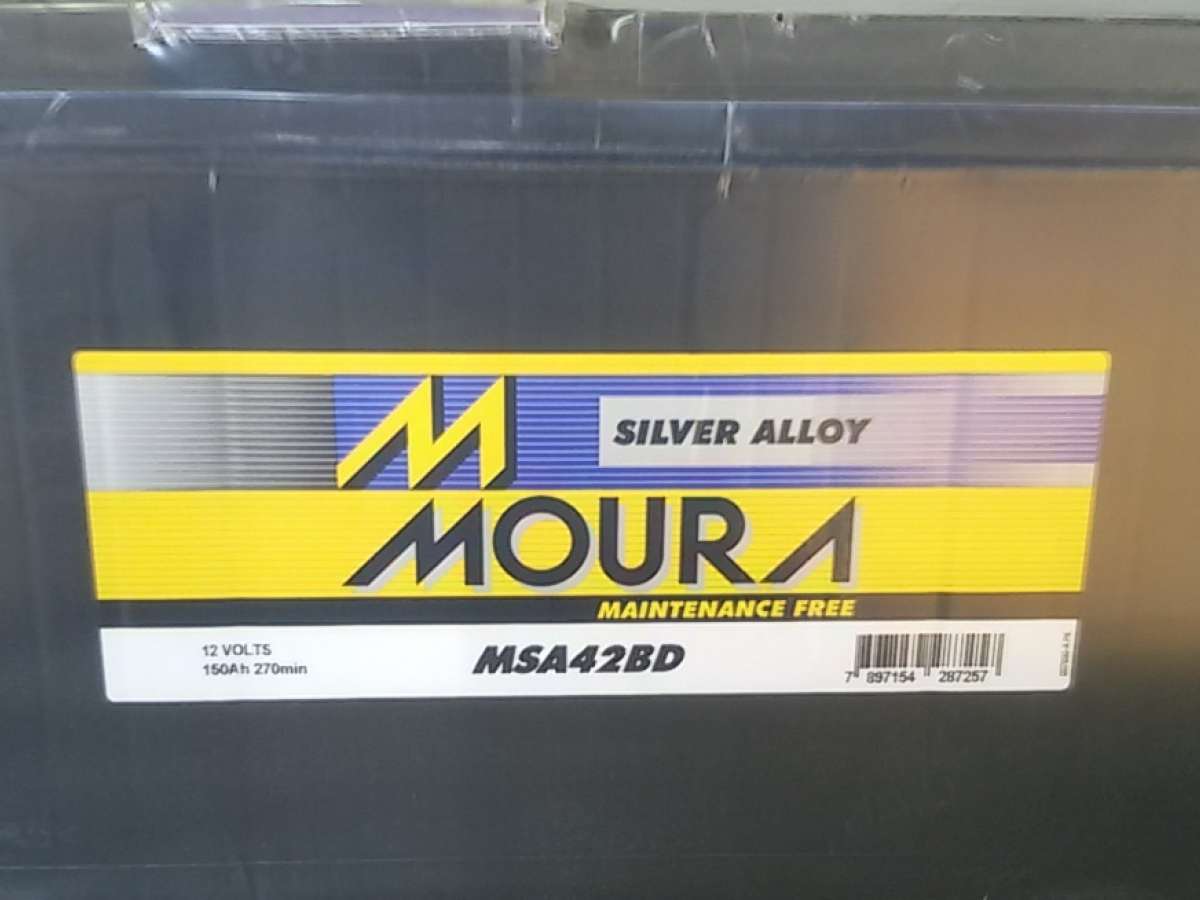 SILVER ALLOY
MOURA
MAINTENANCE FREE
12 VOLTS
150Ah 270min
MSA42BD
7 897154 287257